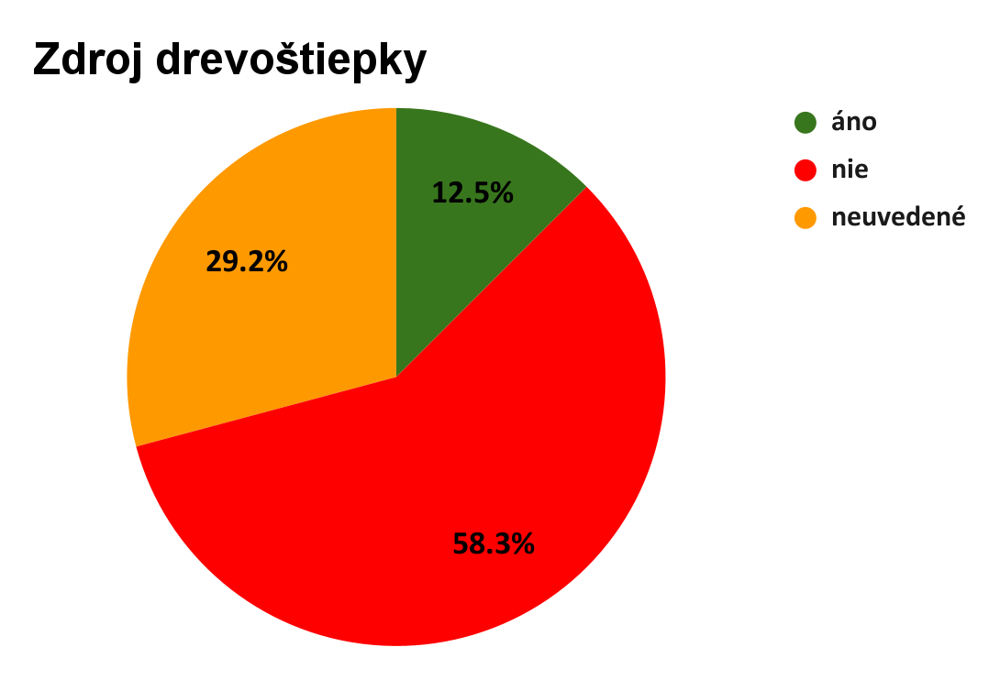 Zdroj drevoštiepky
áno
nie
neuvedené
12.5%
29.2%
58.3%